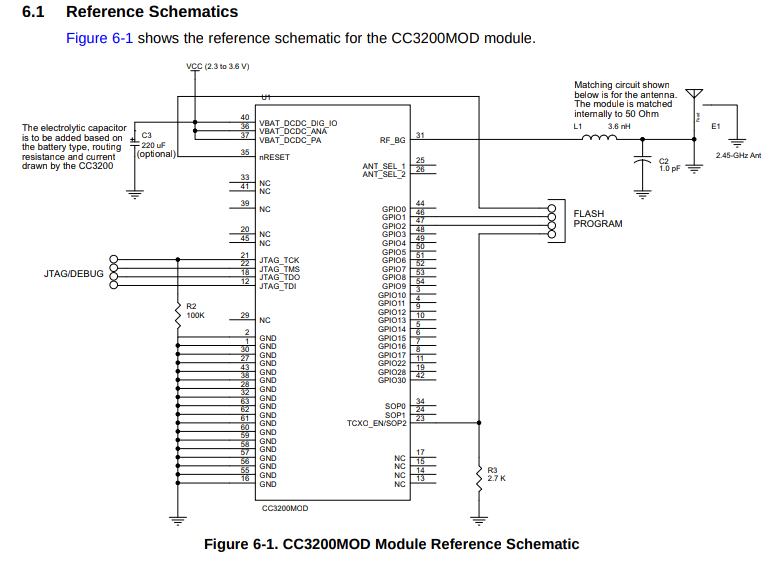 6.1 Reference Schematics
Figure 6-1 shows the reference schematic for the CC3200MOD module.
VCC (2.3 to 3.6 V)
Matching circuit shown
below is for the antenna.
The module is matched
internally to 50 Ohm
U1
The electrolytic capacitor
is to be added based on
the battery type, routing
resistance and current
drawn by the CC3200
C3
220 uF
(optional)
40 VBAT_DCDC_DIG_IO
36 VBAT_DCDC_ANA
37 VBAT_DCDC_PA
35 nRESET
33 NC
41 NC
39 NC
20 NC
45 NC
JTAG/DEBUG
21 JTAG_TCK
22 JTAG_TMS
18 JTAG_TDO
12 JTAG_TDI
R2
100K
29 NC
2 GND
1 GND
30 GND
27 GND
43 GND
38 GND
28 GND
32 GND
63 GND
62 GND
61 GND
60 GND
59 GND
58 GND
57 GND
56 GND
55 GND
16 GND
RF_BG 31
ANT_SEL_1 25
ANT_SEL_2 26
GPIO0 44
GPIO1 46
GPIO2 47
GPIO3 48
GPIO4 49
GPIO5 50
GPIO6 51
GPIO7 52
GPIO8 53
GPIO9 54
GPIO10 3
GPIO11 4
GPIO12 9
GPIO13 10
GPIO14 5
GPIO15 6
GPIO16 7
GPIO17 8
GPIO22 11
GPIO28 19
GPIO30 42
SOP0 34
SOP1 24
TCXO_EN/SOP2 23
NC 17
NC 15
NC 14
NC 13
L1 3.6 nH
E1
2.45-GHz Ant
C2
1.0 pF
FLASH
PROGRAM
R3
2.7 K
CC3200MOD
Figure 6-1. CC3200MOD Module Reference Schematic